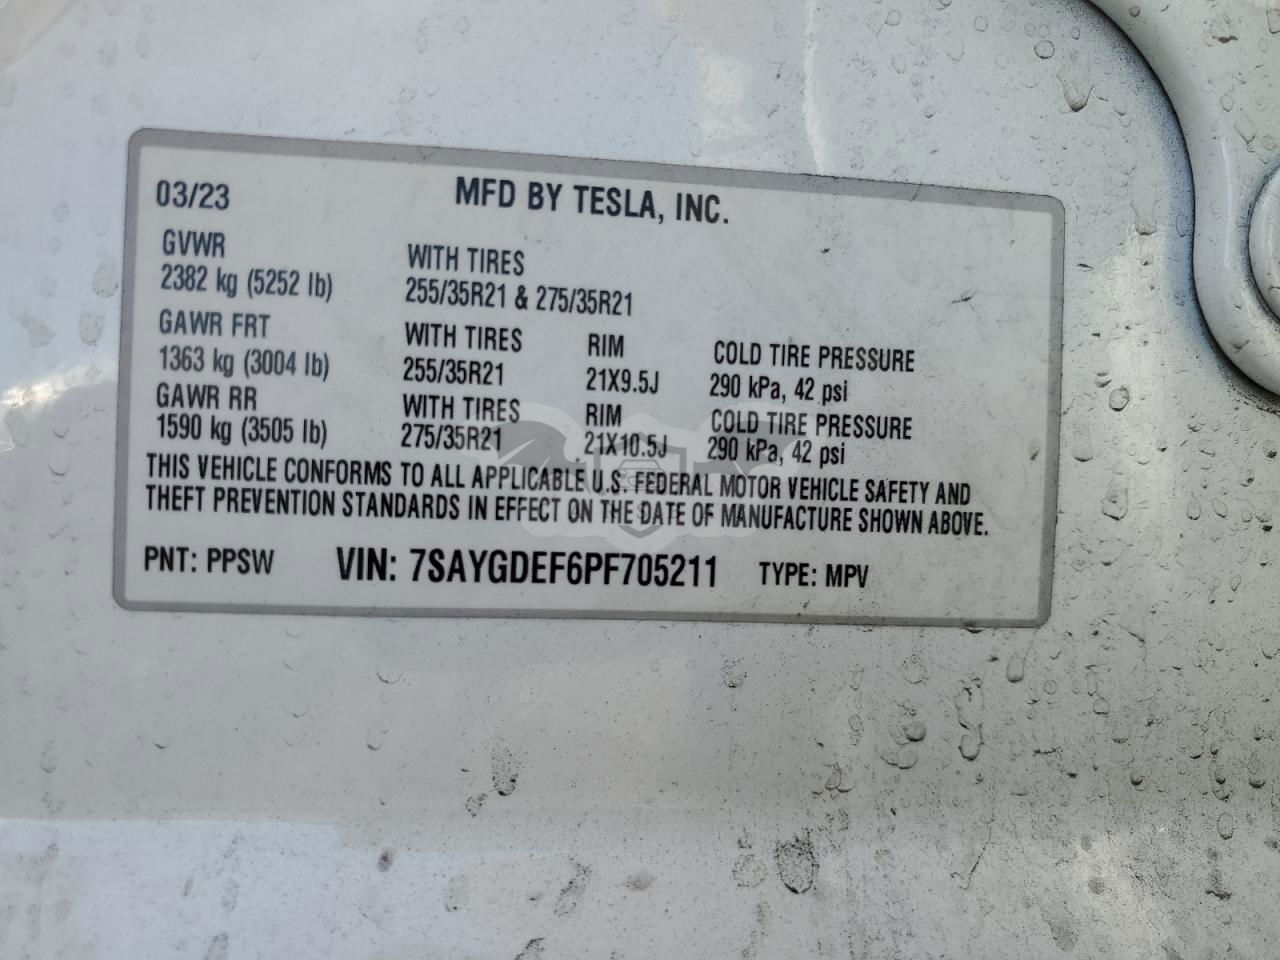 03/23 MFD BY TESLA, INC.
GVWR WITH TIRES
2382 kg (5252 lb) 255/35R21 & 275/35R21
GAWR FRT WITH TIRES RIM COLD TIRE PRESSURE
1363 kg (3004 lb) 255/35R21 21X9.5J 290 kPa, 42 psi
GAWR RR WITH TIRES RIM COLD TIRE PRESSURE
1590 kg (3505 lb) 275/35R21 21X10.5J 290 kPa, 42 psi
THIS VEHICLE CONFORMS TO ALL APPLICABLE U.S. FEDERAL MOTOR VEHICLE SAFETY AND
THEFT PREVENTION STANDARDS IN EFFECT ON THE DATE OF MANUFACTURE SHOWN ABOVE.
PNT: PPSW VIN: 7SAYGDEF6PF705211 TYPE: MPV